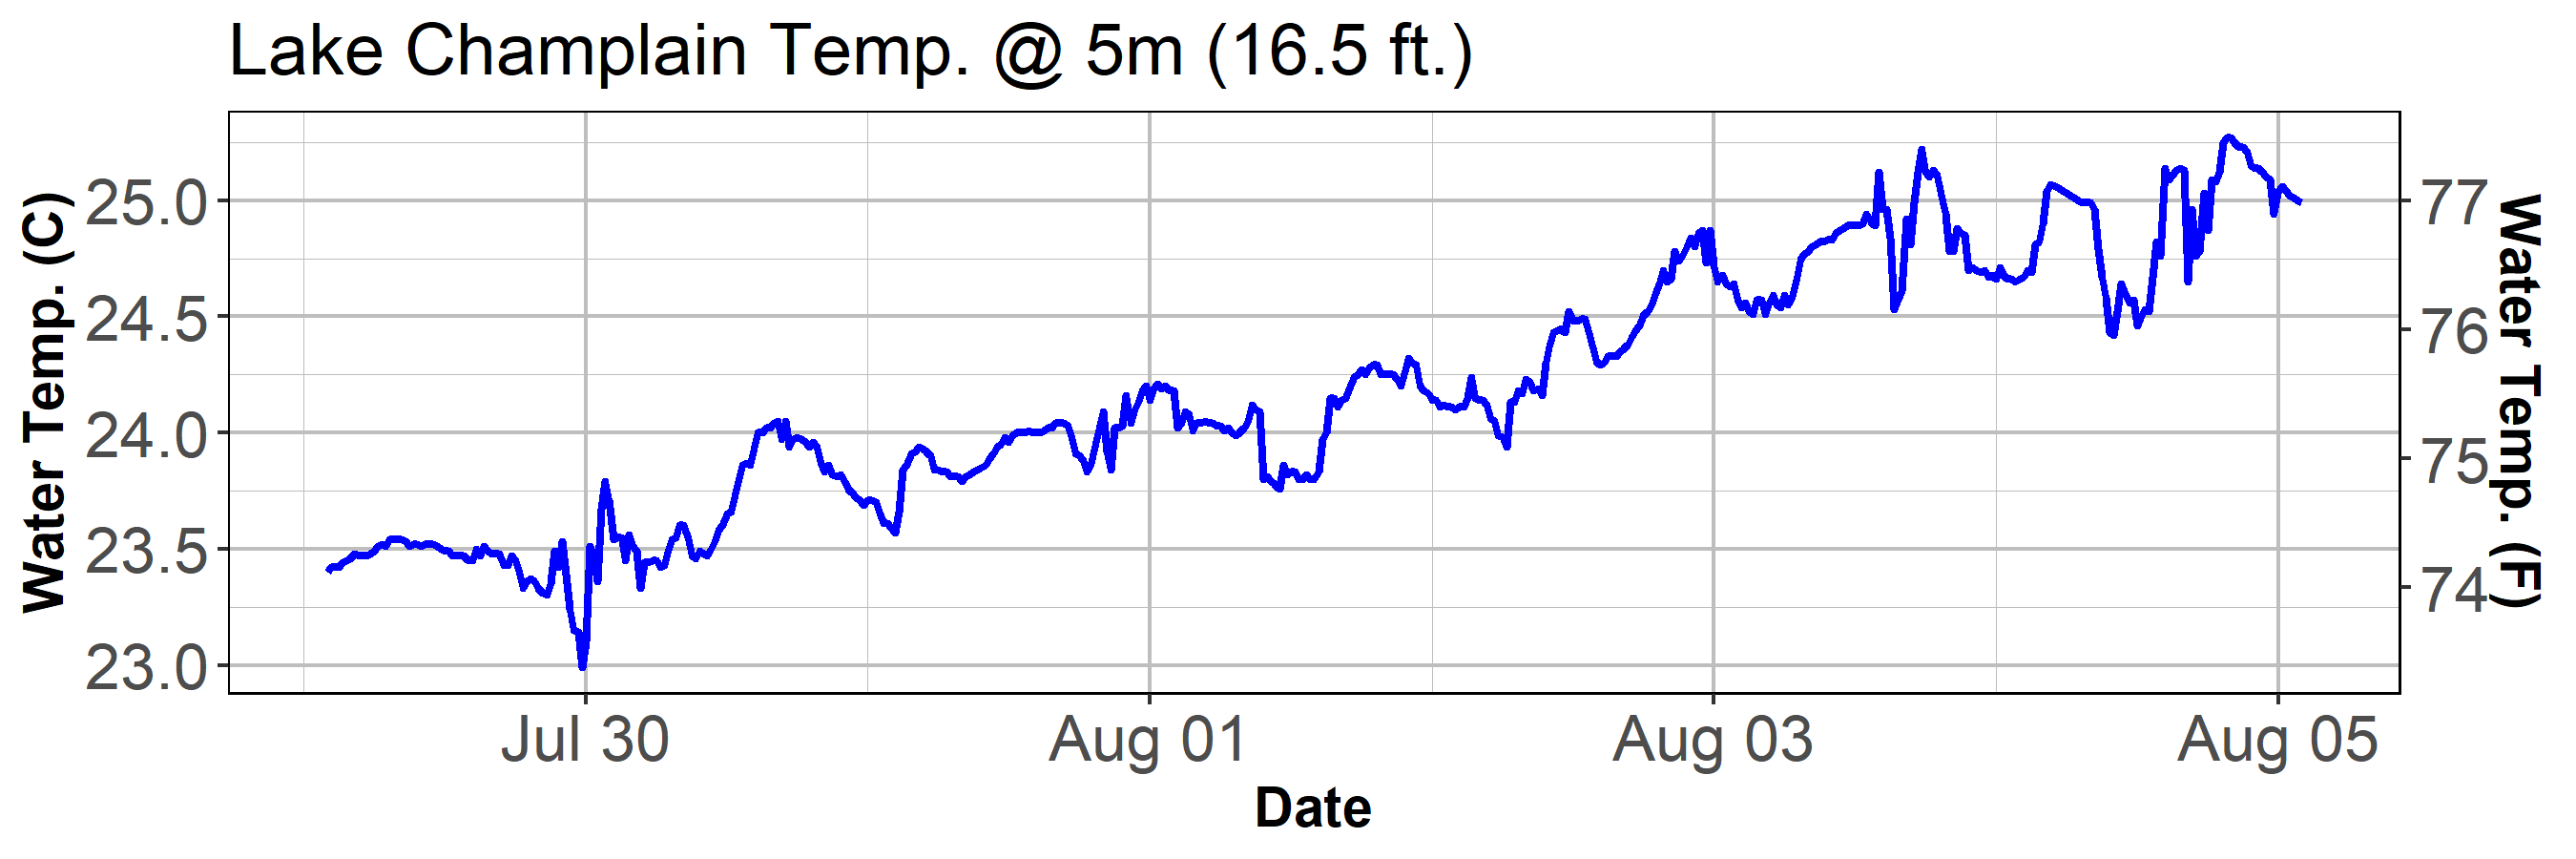 Lake Champlain Temp. @ 5m (16.5 ft.)
Water Temp. (C)
25.0
24.5
24.0
23.5
23.0
77
76
75
74
Water Temp. (F)
Jul 30
Aug 01
Aug 03
Aug 05
Date